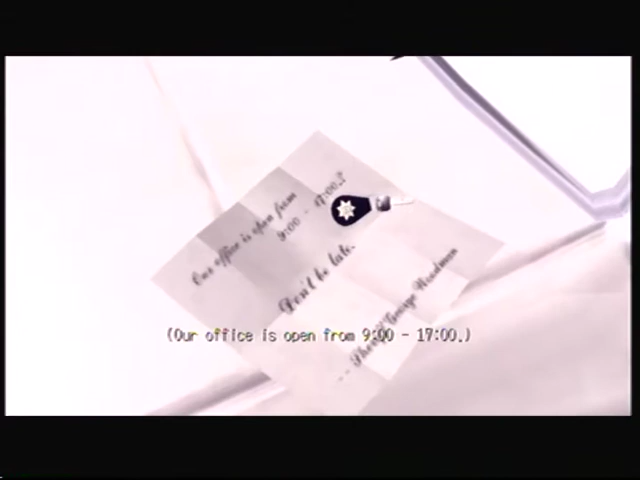 Our office is open from
9:00 - 17:00.
Don't be late.
-- Sheriff George Woodman
(Our office is open from 9:00 - 17:00.)